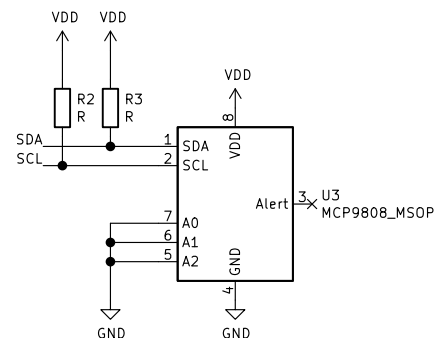 VDD VDD
VDD
R2 R3
R R
8
VDD
SDA 1 SDA
SCL 2 SCL
Alert 3 U3
MCP9808_MSOP
7 A0
6 A1
5 A2
GND
4
GND GND